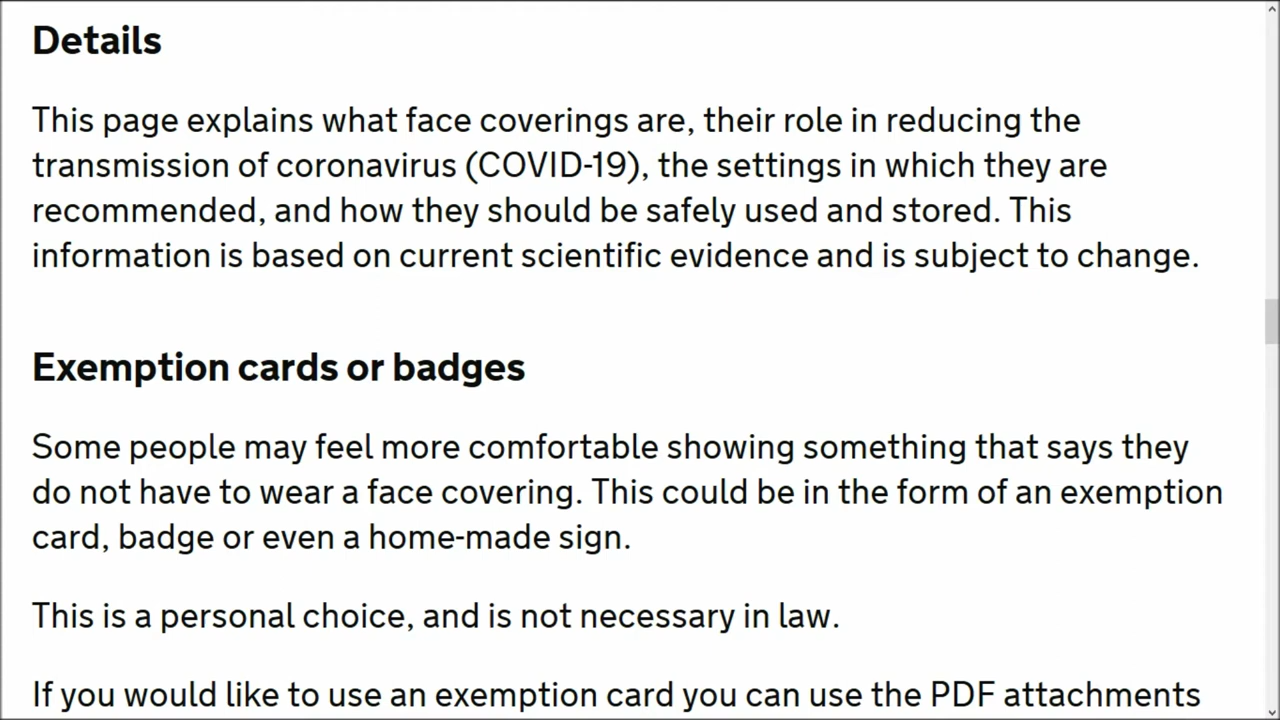 Details
This page explains what face coverings are, their role in reducing the
transmission of coronavirus (COVID-19), the settings in which they are
recommended, and how they should be safely used and stored. This
information is based on current scientific evidence and is subject to change.
Exemption cards or badges
Some people may feel more comfortable showing something that says they
do not have to wear a face covering. This could be in the form of an exemption
card, badge or even a home-made sign.
This is a personal choice, and is not necessary in law.
If you would like to use an exemption card you can use the PDF attachments